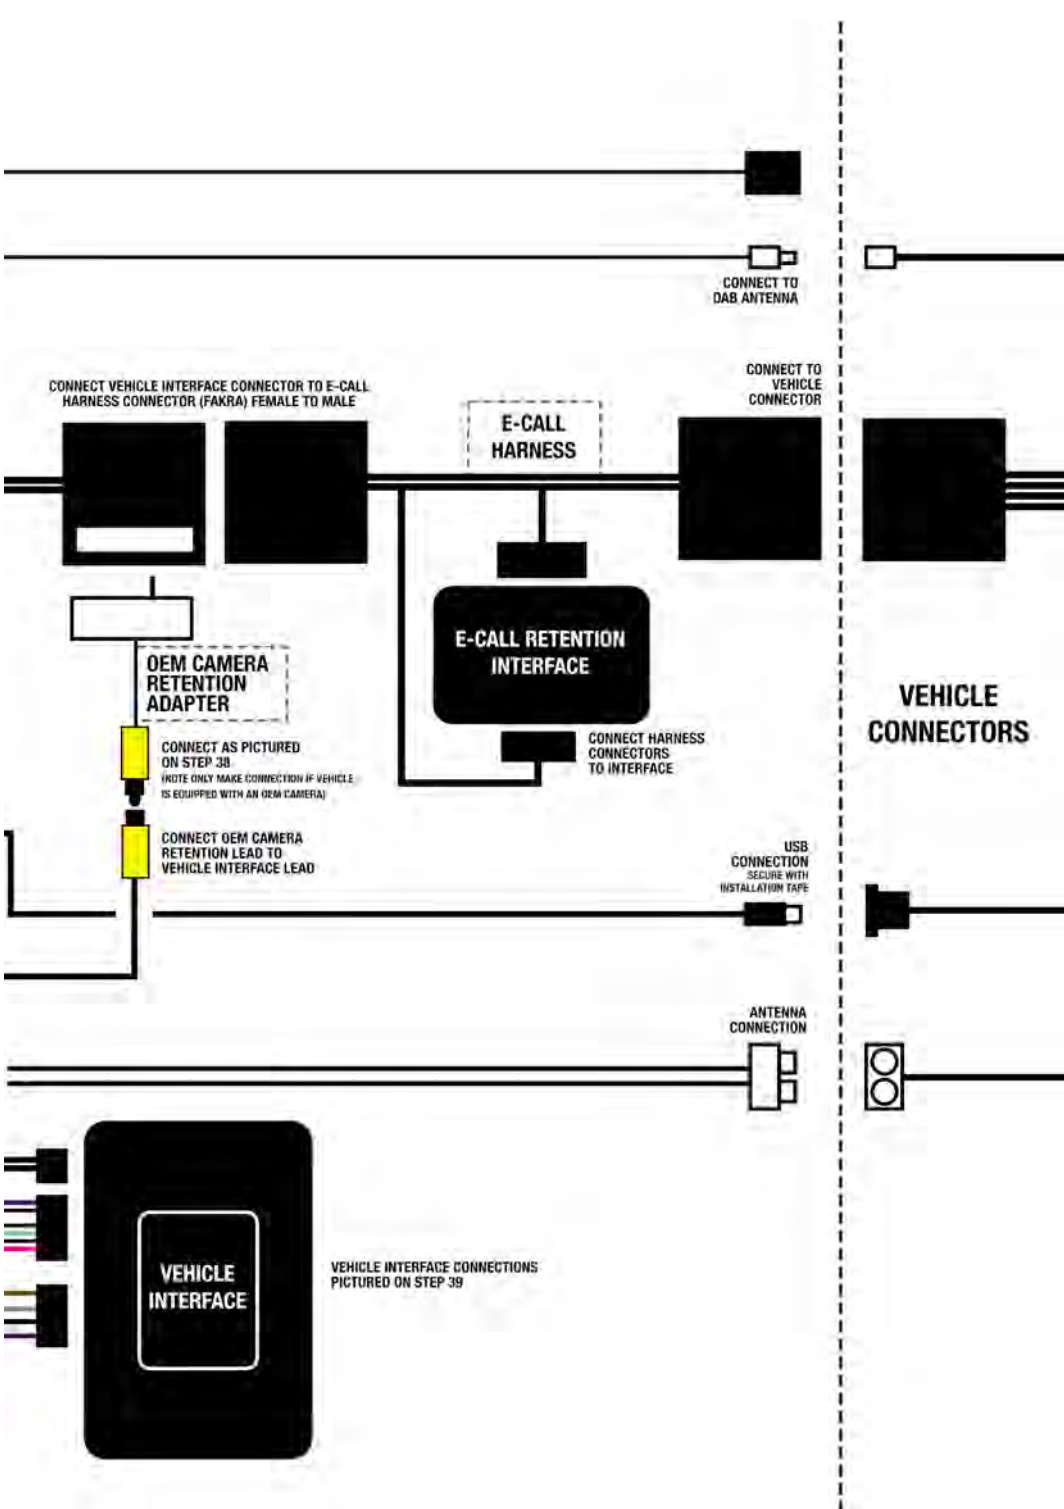 CONNECT TO
DAB ANTENNA
CONNECT VEHICLE INTERFACE CONNECTOR TO E-CALL
HARNESS CONNECTOR (FAKRA) FEMALE TO MALE
E-CALL
HARNESS
CONNECT TO
VEHICLE
CONNECTOR
E-CALL RETENTION
INTERFACE
OEM CAMERA
RETENTION
ADAPTER
VEHICLE
CONNECTORS
CONNECT AS PICTURED
ON STEP 38
(NOTE ONLY MAKE CONNECTION IF VEHICLE
IS EQUIPPED WITH AN OEM CAMERA)
CONNECT HARNESS
CONNECTORS
TO INTERFACE
CONNECT OEM CAMERA
RETENTION LEAD TO
VEHICLE INTERFACE LEAD
USB
CONNECTION
SECURE WITH
INSTALLATION TAPE
ANTENNA
CONNECTION
VEHICLE
INTERFACE
VEHICLE INTERFACE CONNECTIONS
PICTURED ON STEP 39